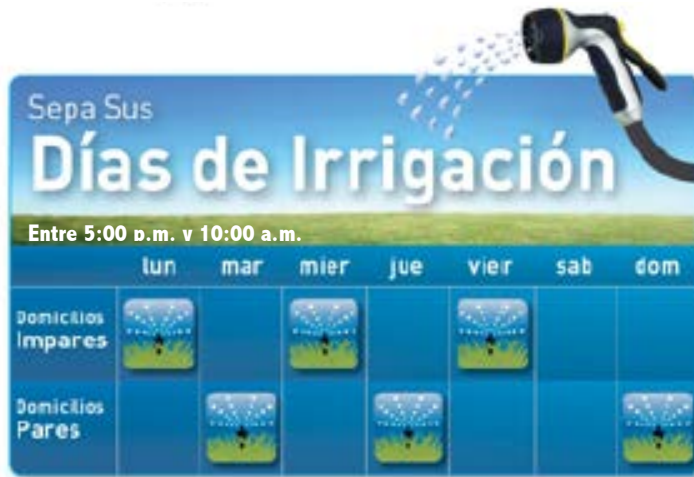 Sepa Sus
Días de Irrigación
Entre 5:00 p.m. y 10:00 a.m.
lun mar mier jue vier sab dom
Domicilios
Impares
Domicilios
Pares